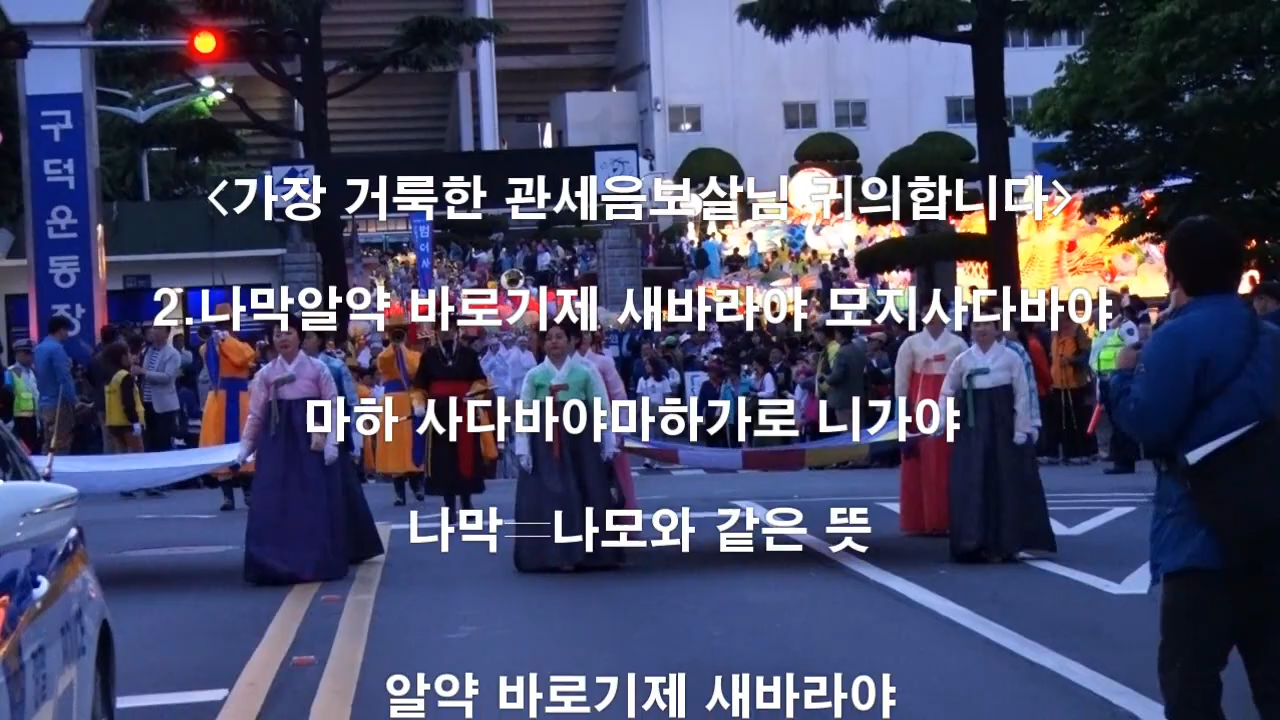 구덕운동장
범어사
<가장 거룩한 관세음보살님 귀의합니다>
2.나막알약 바로기제 새바라야 모지사다바야
마하 사다바야마하가로 니가야
나막=나모와 같은 뜻
알약 바로기제 새바라야